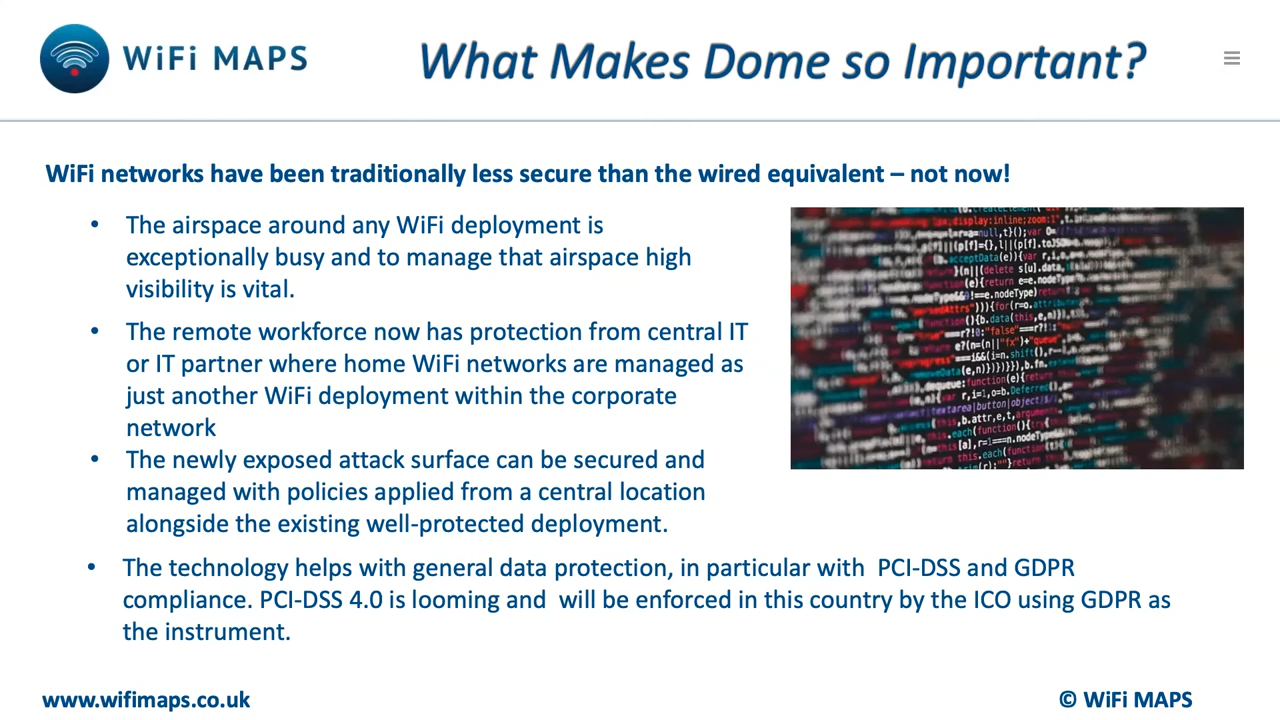 WiFi MAPS
What Makes Dome so Important?
WiFi networks have been traditionally less secure than the wired equivalent – not now!
• The airspace around any WiFi deployment is
exceptionally busy and to manage that airspace high
visibility is vital.
• The remote workforce now has protection from central IT
or IT partner where home WiFi networks are managed as
just another WiFi deployment within the corporate
network
• The newly exposed attack surface can be secured and
managed with policies applied from a central location
alongside the existing well-protected deployment.
• The technology helps with general data protection, in particular with  PCI-DSS and GDPR
compliance. PCI-DSS 4.0 is looming and  will be enforced in this country by the ICO using GDPR as
the instrument.
www.wifimaps.co.uk
© WiFi MAPS